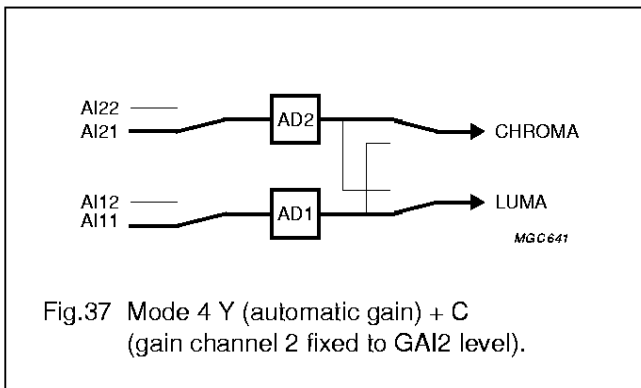 AI22
AI21
AD2
CHROMA
AI12
AI11
AD1
LUMA
MGC641
Fig.37 Mode 4 Y (automatic gain) + C
(gain channel 2 fixed to GAI2 level).